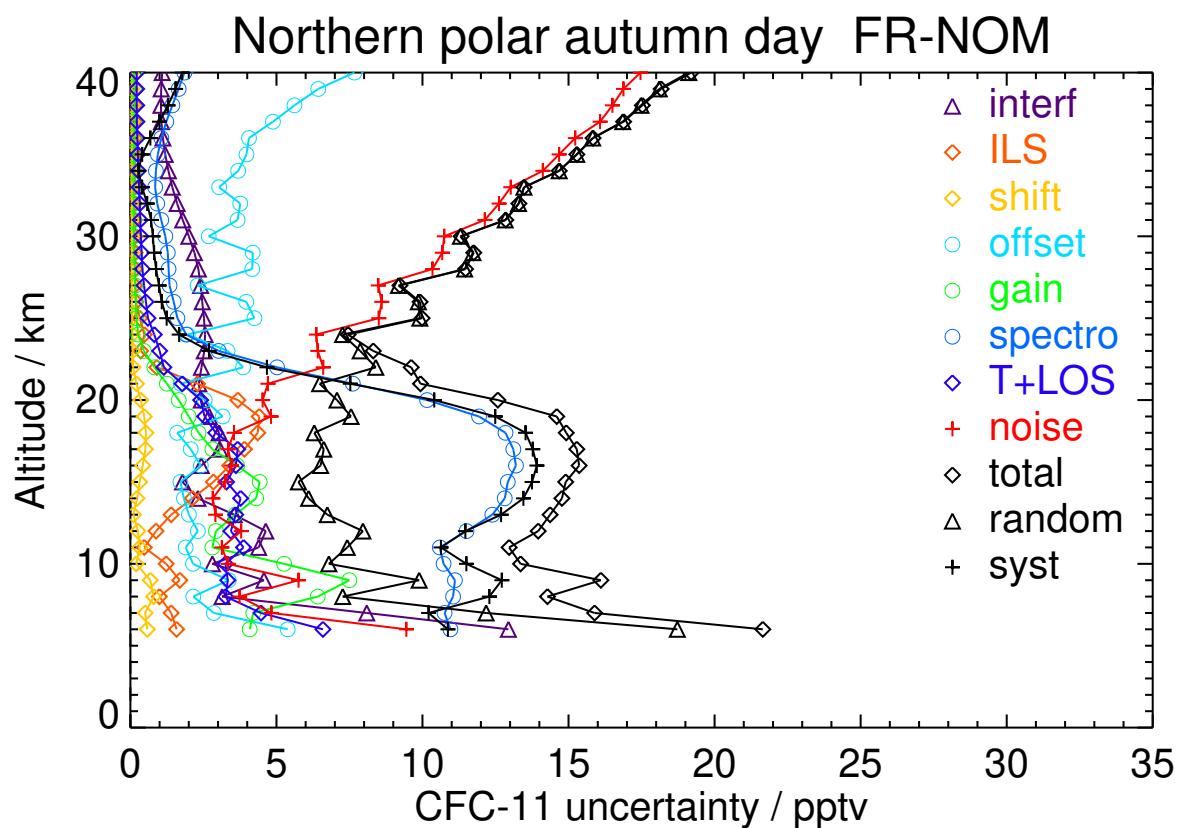 Northern polar autumn day FR-NOM
40
30
20
10
0
Altitude / km
interf
ILS
shift
offset
gain
spectro
T+LOS
noise
total
random
syst
0 5 10 15 20 25 30 35
CFC-11 uncertainty / pptv